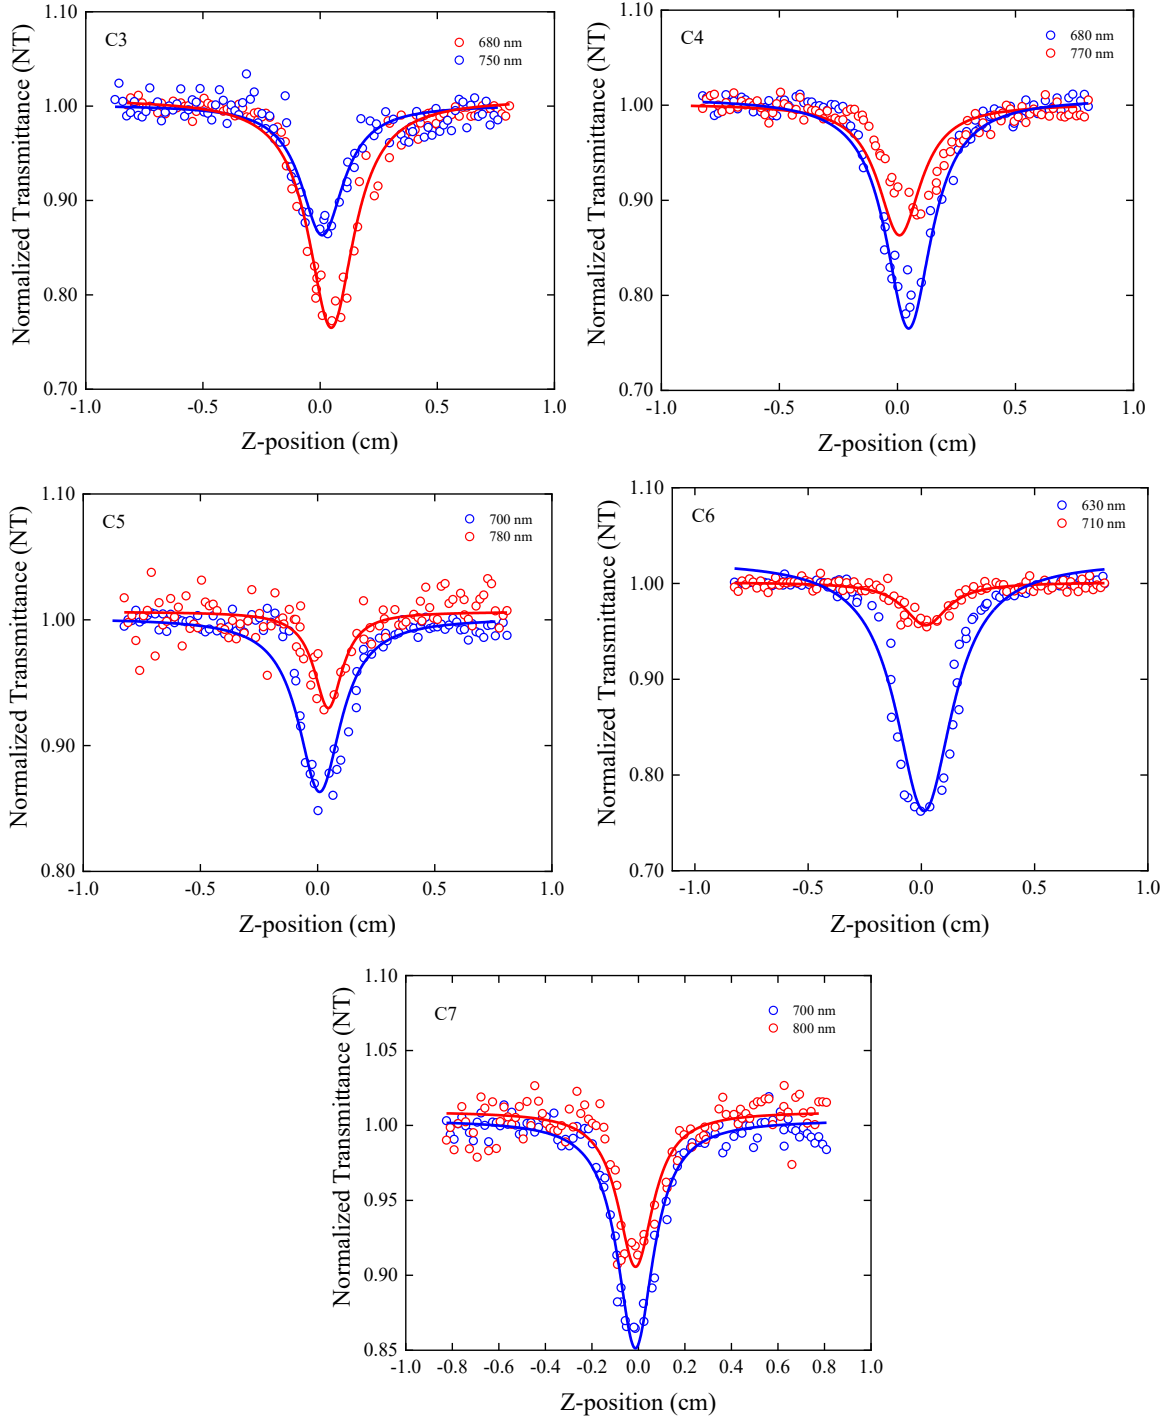 C3
680 nm
750 nm
Normalized Transmittance (NT)
1.10
1.00
0.90
0.80
0.70
-1.0
-0.5
0.0
0.5
1.0
Z-position (cm)
C4
680 nm
770 nm
Normalized Transmittance (NT)
1.10
1.00
0.90
0.80
0.70
-1.0
-0.5
0.0
0.5
1.0
Z-position (cm)
C5
700 nm
780 nm
Normalized Transmittance (NT)
1.10
1.00
0.90
0.80
-1.0
-0.5
0.0
0.5
1.0
Z-position (cm)
C6
630 nm
710 nm
Normalized Transmittance (NT)
1.10
1.00
0.90
0.80
0.70
-1.0
-0.5
0.0
0.5
1.0
Z-position (cm)
C7
700 nm
800 nm
Normalized Transmittance (NT)
1.10
1.05
1.00
0.95
0.90
0.85
-1.0
-0.8
-0.6
-0.4
-0.2
0.0
0.2
0.4
0.6
0.8
1.0
Z-position (cm)